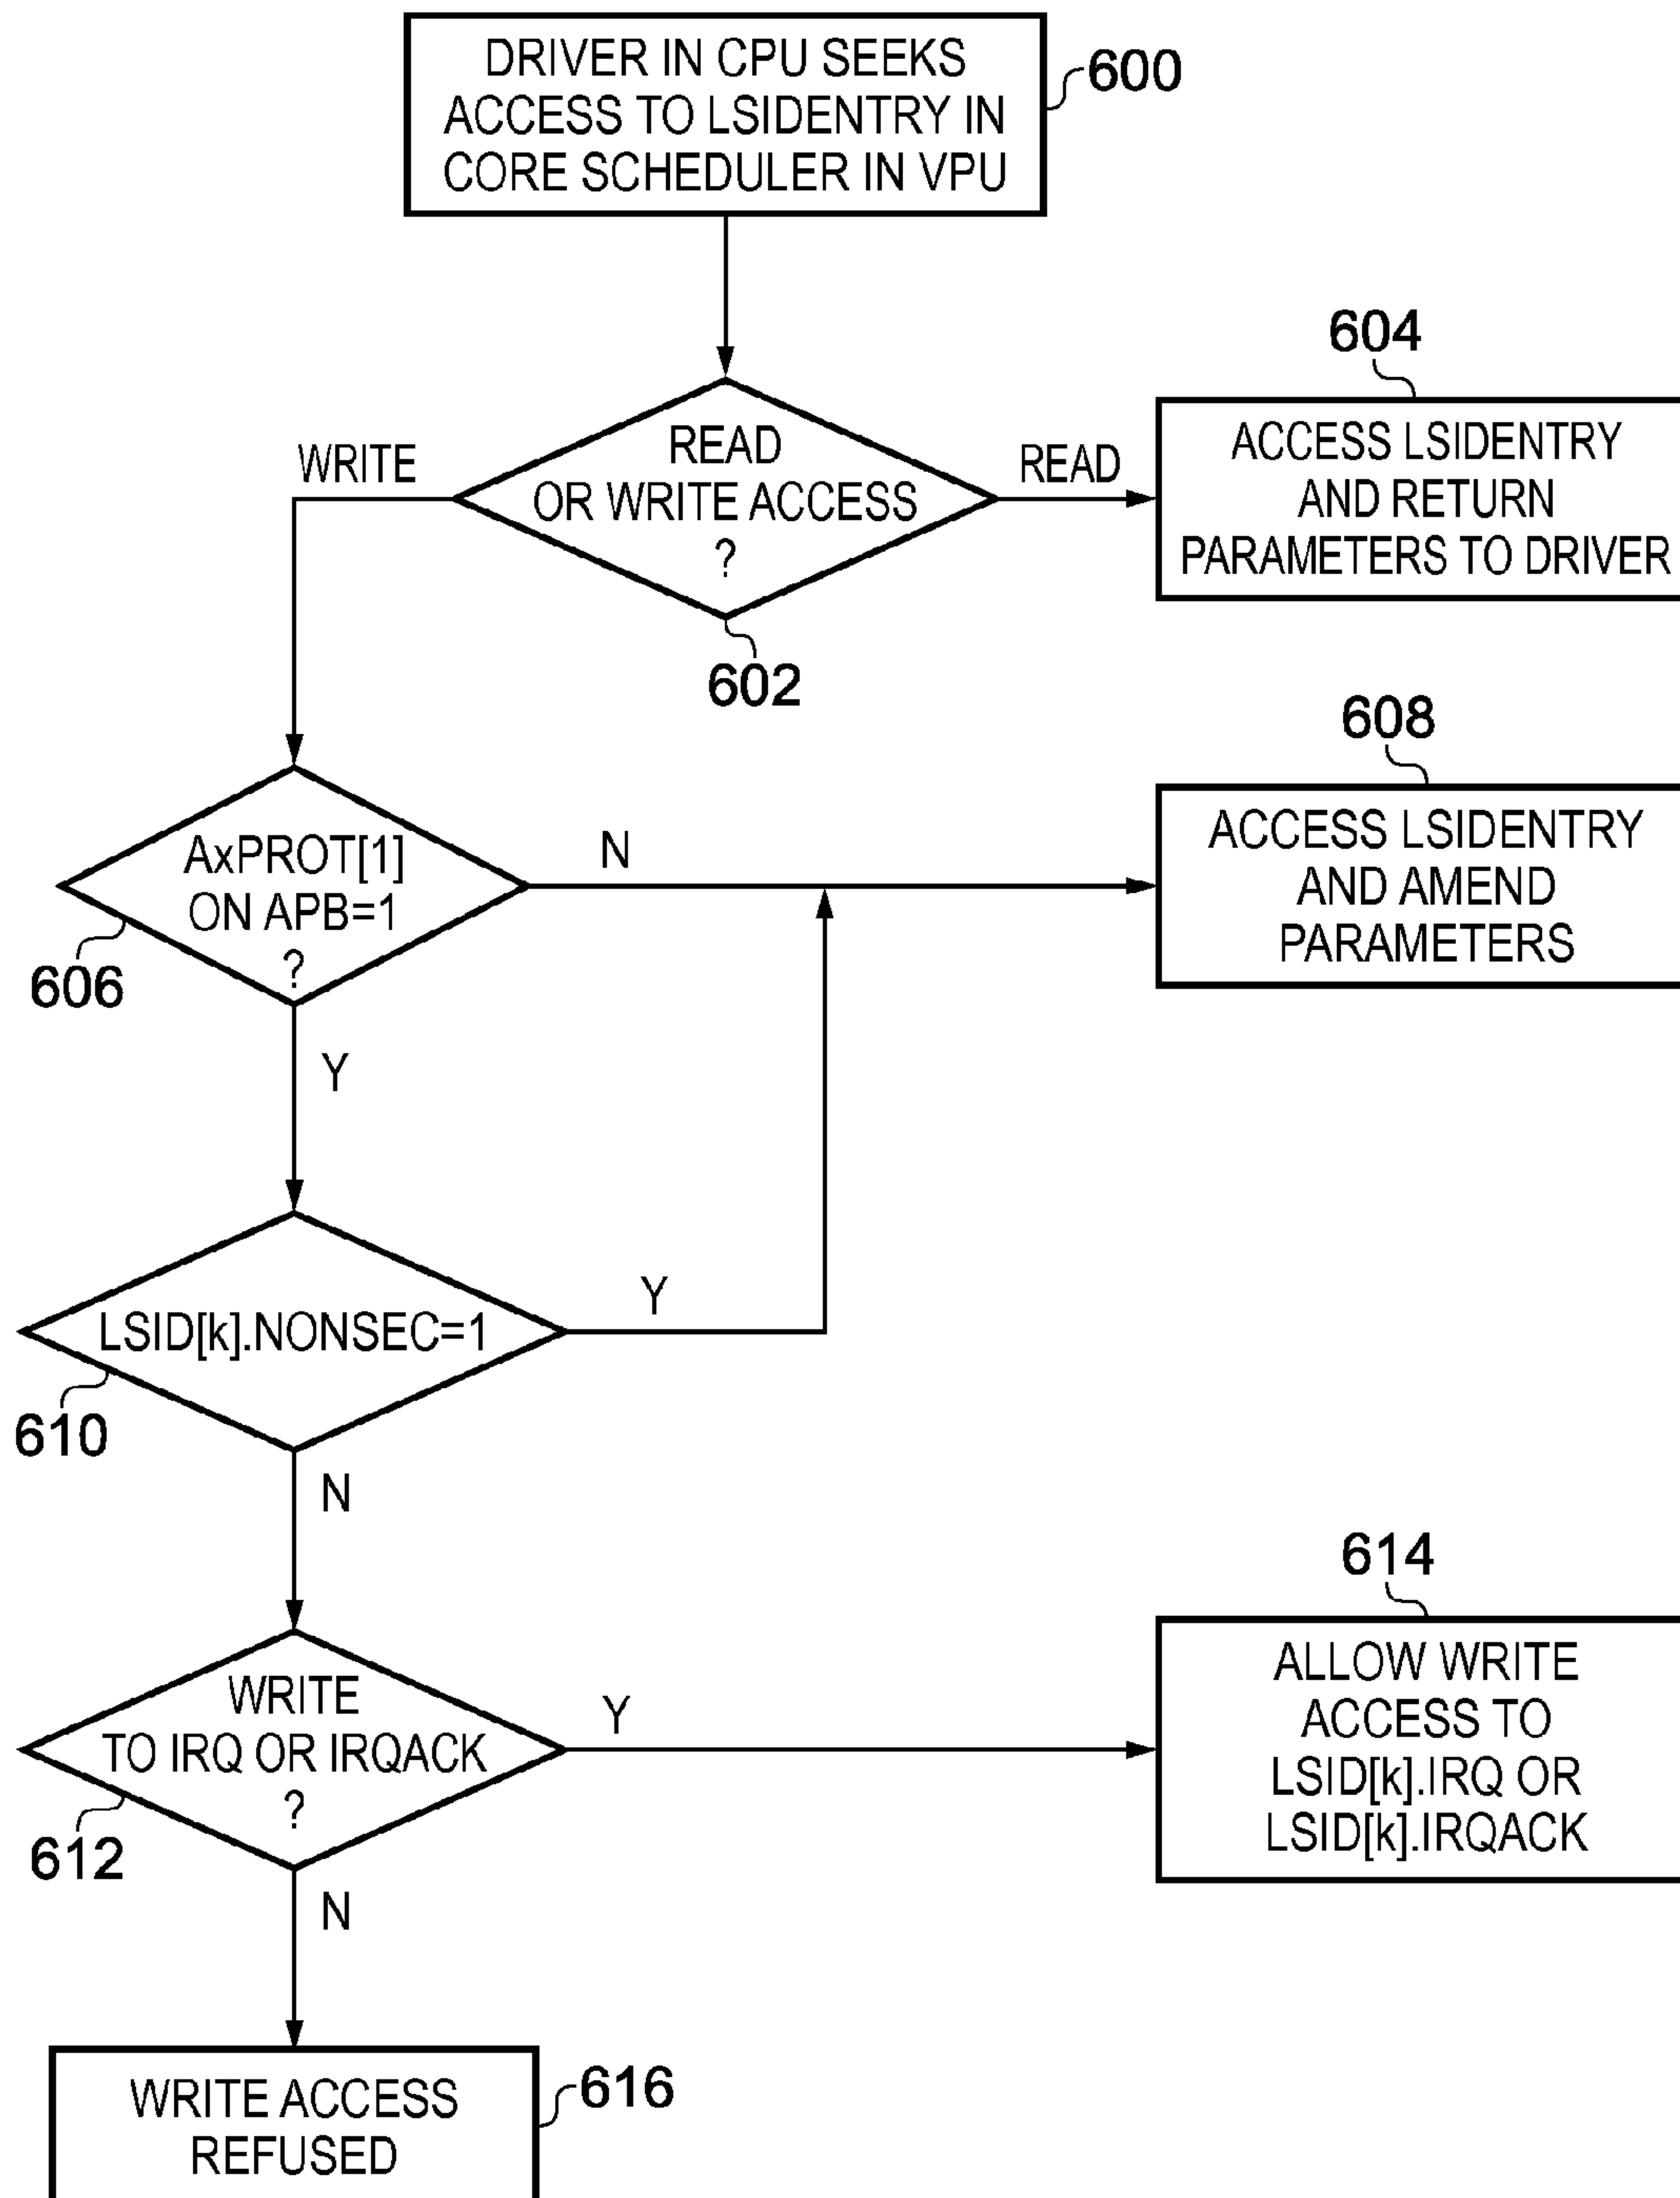 DRIVER IN CPU SEEKS
ACCESS TO LSIDENTRY IN
CORE SCHEDULER IN VPU
600
604
READ
OR WRITE ACCESS
?
WRITE
READ
ACCESS LSIDENTRY
AND RETURN
PARAMETERS TO DRIVER
602
608
AxPROT[1]
ON APB=1
?
N
ACCESS LSIDENTRY
AND AMEND
PARAMETERS
606
Y
LSID[k].NONSEC=1
Y
610
N
614
WRITE
TO IRQ OR IRQACK
?
Y
ALLOW WRITE
ACCESS TO
LSID[k].IRQ OR
LSID[k].IRQACK
612
N
WRITE ACCESS
REFUSED
616